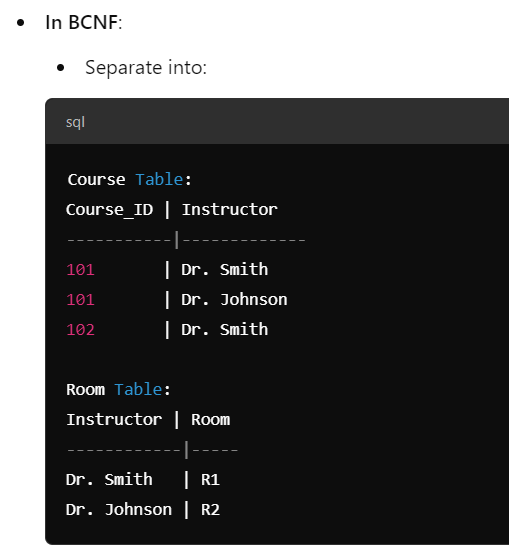 • In BCNF:
• Separate into:
sql
Course Table:
Course_ID | Instructor
-----------|-------------
101       | Dr. Smith
101       | Dr. Johnson
102       | Dr. Smith
Room Table:
Instructor | Room
------------|-----
Dr. Smith   | R1
Dr. Johnson | R2